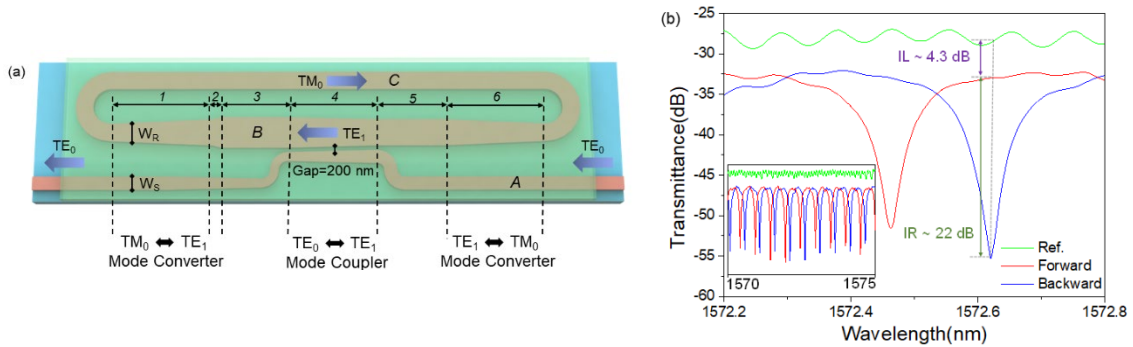 (a)
TM0
C
1 2 3 4 5 6
WR
B
TE1
TE0
TE0
WS
Gap=200 nm
A
TM0 ↔ TE1
Mode Converter
TE0 ↔ TE1
Mode Coupler
TE1 ↔ TM0
Mode Converter
(b)
-25
-30
-35
-40
-45
-50
-55
-60
Transmittance(dB)
IL ~ 4.3 dB
IR ~ 22 dB
1570
1575
Ref.
Forward
Backward
1572.2
1572.4
1572.6
1572.8
Wavelength(nm)